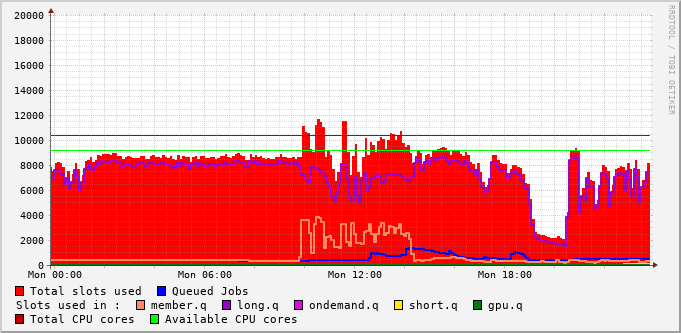 20000
18000
16000
14000
12000
10000
8000
6000
4000
2000
0
Mon 00:00 Mon 06:00 Mon 12:00 Mon 18:00
RRDTOOL / TOBI OETIKER
Total slots used Queued Jobs
Slots used in : member.q long.q ondemand.q short.q gpu.q
Total CPU cores Available CPU cores